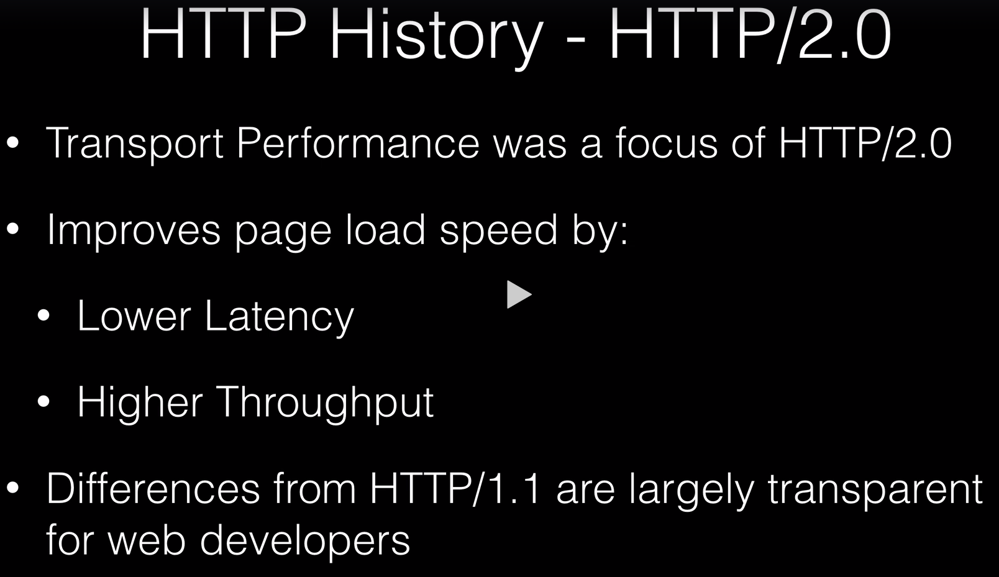 HTTP History - HTTP/2.0
• Transport Performance was a focus of HTTP/2.0
• Improves page load speed by:
• Lower Latency
• Higher Throughput
• Differences from HTTP/1.1 are largely transparent
for web developers